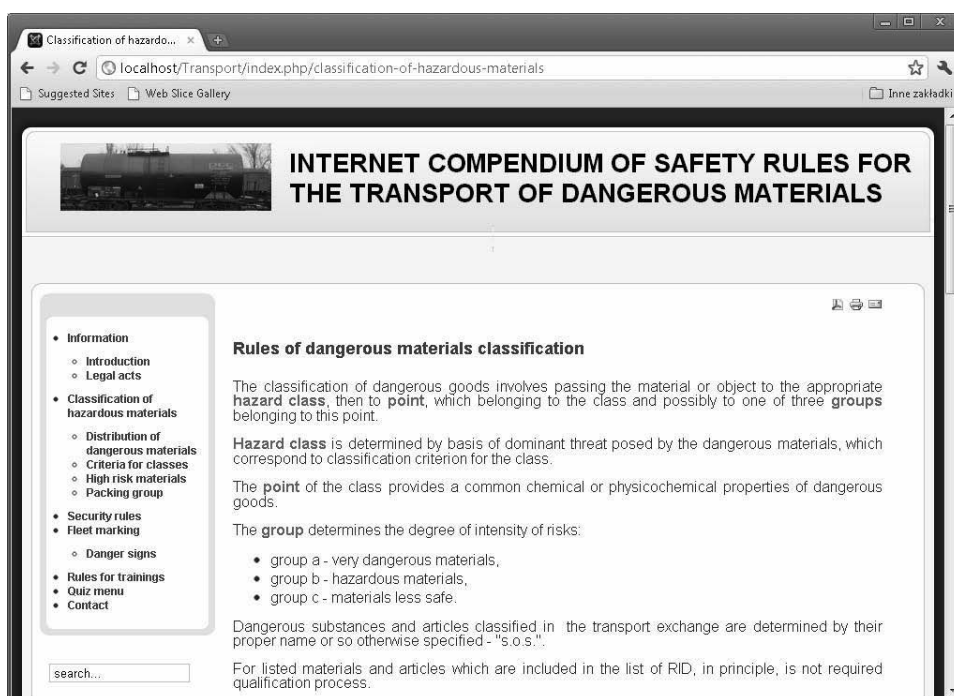 Classification of hazardo...
localhost/Transport/index.php/classification-of-hazardous-materials
Suggested Sites Web Slice Gallery Inne zakładki
INTERNET COMPENDIUM OF SAFETY RULES FOR
THE TRANSPORT OF DANGEROUS MATERIALS
Information
Introduction
Legal acts
Classification of
hazardous materials
Distribution of
dangerous materials
Criteria for classes
High risk materials
Packing group
Security rules
Fleet marking
Danger signs
Rules for trainings
Quiz menu
Contact
search...
Rules of dangerous materials classification
The classification of dangerous goods involves passing the material or object to the appropriate
hazard class, then to point, which belonging to the class and possibly to one of three groups
belonging to this point.
Hazard class is determined by basis of dominant threat posed by the dangerous materials, which
correspond to classification criterion for the class.
The point of the class provides a common chemical or physicochemical properties of dangerous
goods.
The group determines the degree of intensity of risks:
group a - very dangerous materials,
group b - hazardous materials,
group c - materials less safe.
Dangerous substances and articles classified in the transport exchange are determined by their
proper name or so otherwise specified - "s.o.s.".
For listed materials and articles which are included in the list of RID, in principle, is not required
qualification process.